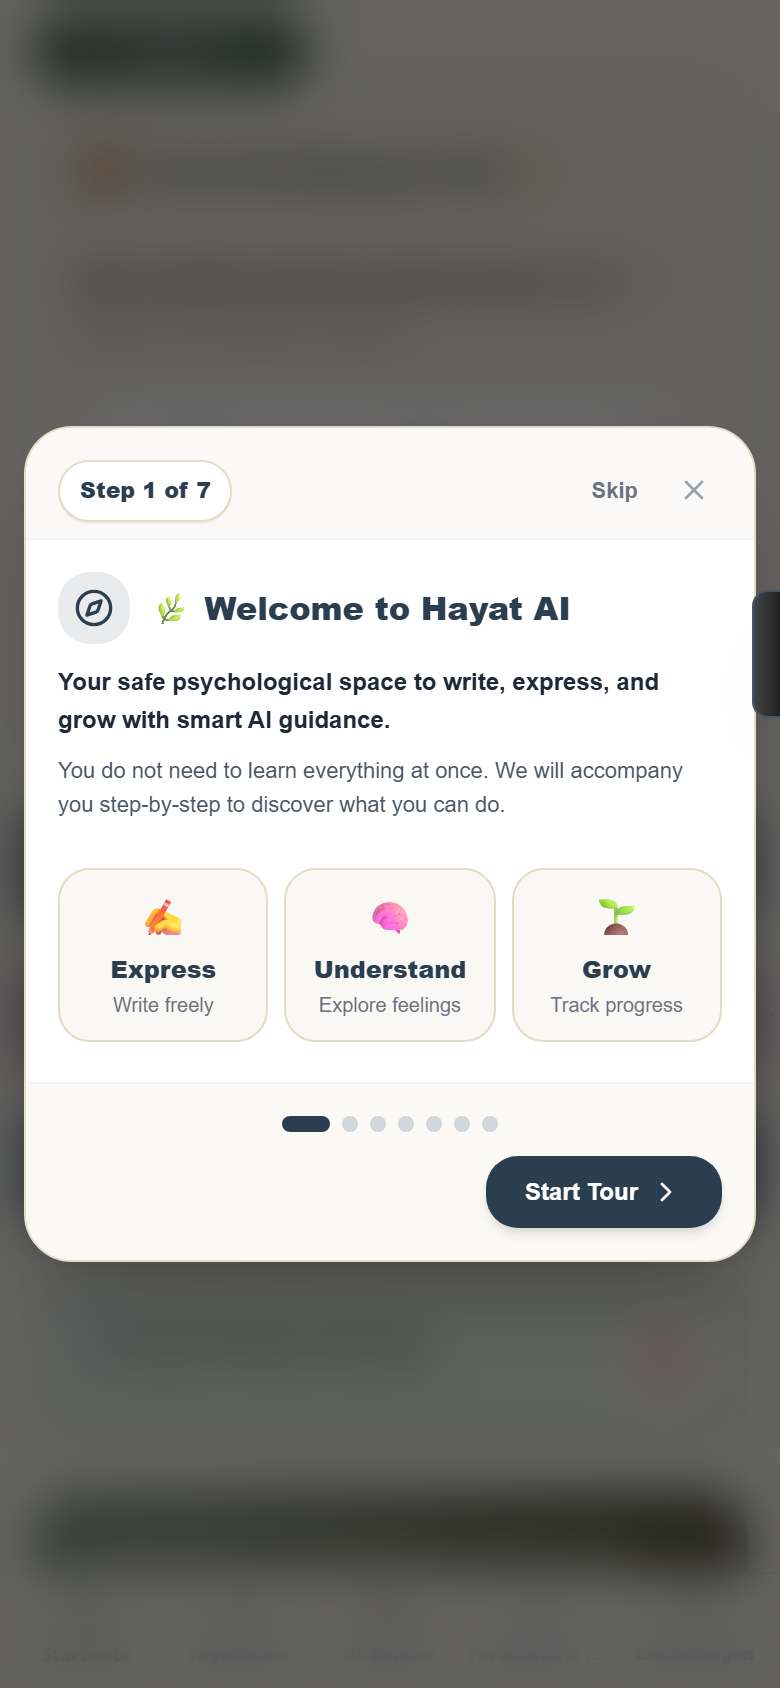 Step 1 of 7
Skip
Welcome to Hayat AI
Your safe psychological space to write, express, and
grow with smart AI guidance.
You do not need to learn everything at once. We will accompany
you step-by-step to discover what you can do.
Express
Write freely
Understand
Explore feelings
Grow
Track progress
Start Tour
Startseite